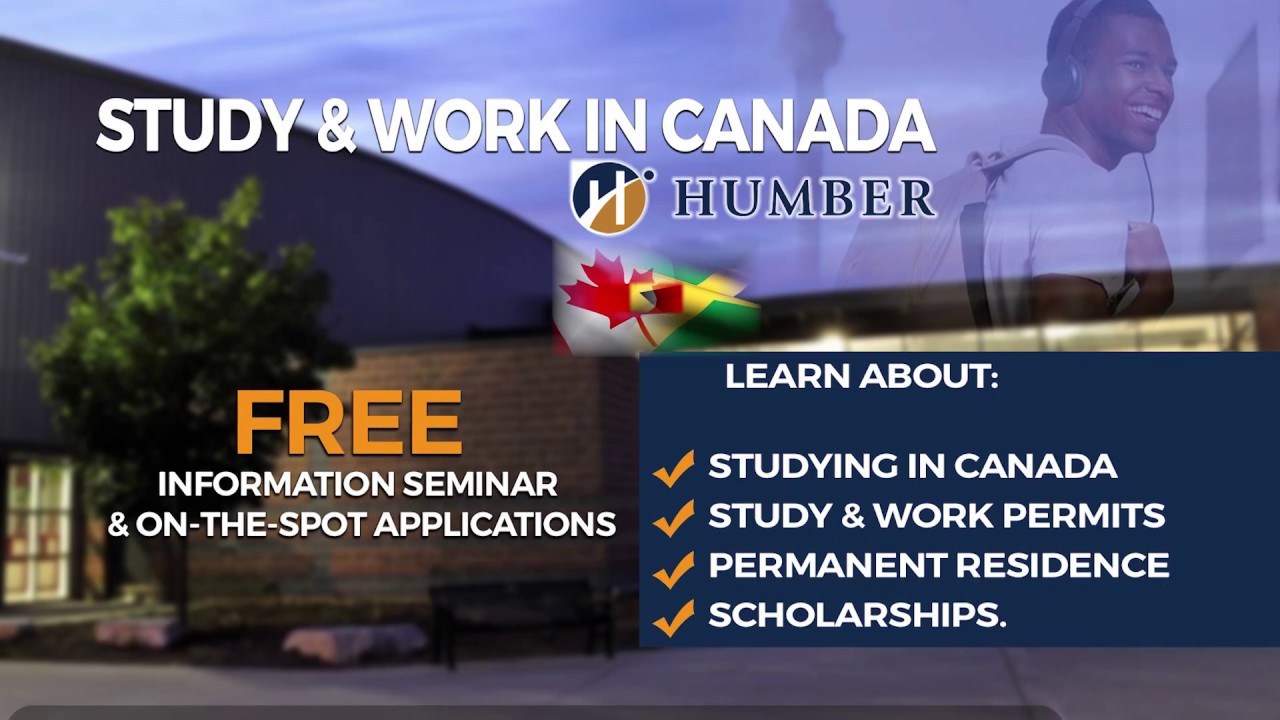 STUDY & WORK IN CANADA
HUMBER
FREE
INFORMATION SEMINAR
& ON-THE-SPOT APPLICATIONS
LEARN ABOUT:
STUDYING IN CANADA
STUDY & WORK PERMITS
PERMANENT RESIDENCE
SCHOLARSHIPS.